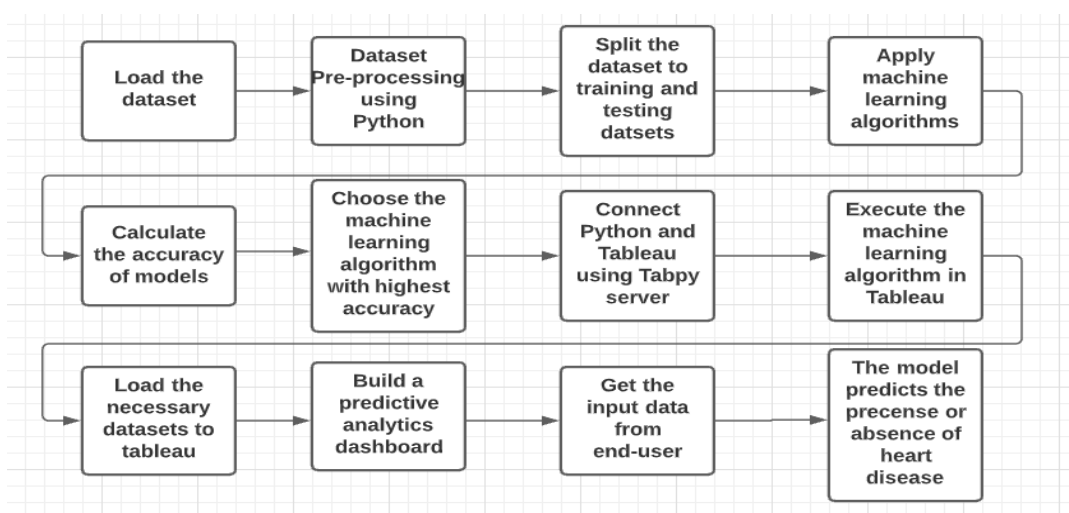 Load the
dataset
Dataset
Pre-processing
using
Python
Split the
dataset to
training and
testing
datsets
Apply
machine
learning
algorithms
Calculate
the accuracy
of models
Choose the
machine
learning
algorithm
with highest
accuracy
Connect
Python and
Tableau
using Tabpy
server
Execute the
machine
learning
algorithm in
Tableau
Load the
necessary
datasets to
tableau
Build a
predictive
analytics
dashboard
Get the
input data
from
end-user
The model
predicts the
precense or
absence of
heart
disease